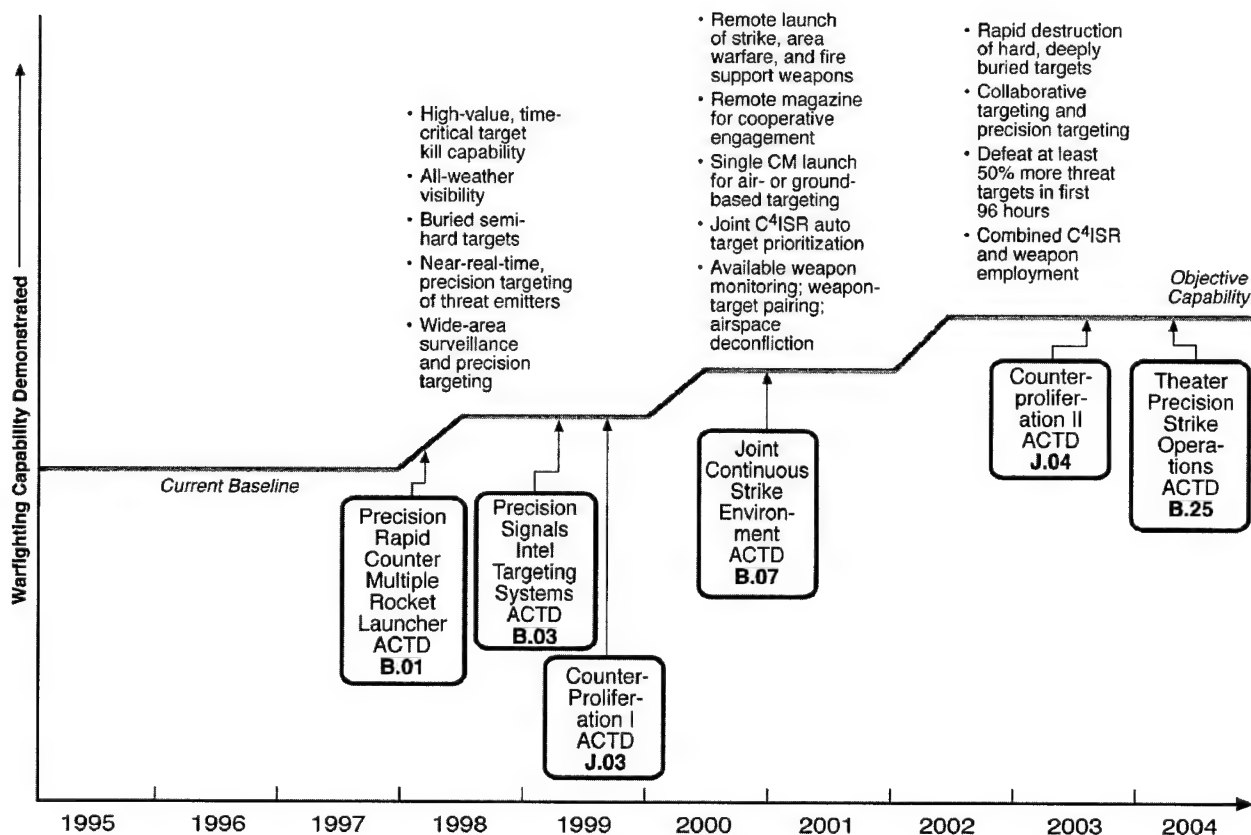 Warfighting Capability Demonstrated
• High-value, time-
critical target
kill capability
• All-weather
visibility
• Buried semi-
hard targets
• Near-real-time,
precision targeting
of threat emitters
• Wide-area
surveillance
and precision
targeting
• Remote launch
of strike, area
warfare, and fire
support weapons
• Remote magazine
for cooperative
engagement
• Single CM launch
for air- or ground-
based targeting
• Joint C⁴ISR auto
target prioritization
• Available weapon
monitoring; weapon-
target pairing;
airspace
deconfliction
• Rapid destruction
of hard, deeply
buried targets
• Collaborative
targeting and
precision targeting
• Defeat at least
50% more threat
targets in first
96 hours
• Combined C⁴ISR
and weapon
employment
Objective
Capability
Current Baseline
Precision
Rapid
Counter
Multiple
Rocket
Launcher
ACTD
B.01
Precision
Signals
Intel
Targeting
Systems
ACTD
B.03
Counter-
Prolifer-
ation I
ACTD
J.03
Joint
Continuous
Strike
Environ-
ment
ACTD
B.07
Counter-
proliferation
II
ACTD
J.04
Theater
Precision
Strike
Opera-
tions
ACTD
B.25
1995 1996 1997 1998 1999 2000 2001 2002 2003 2004